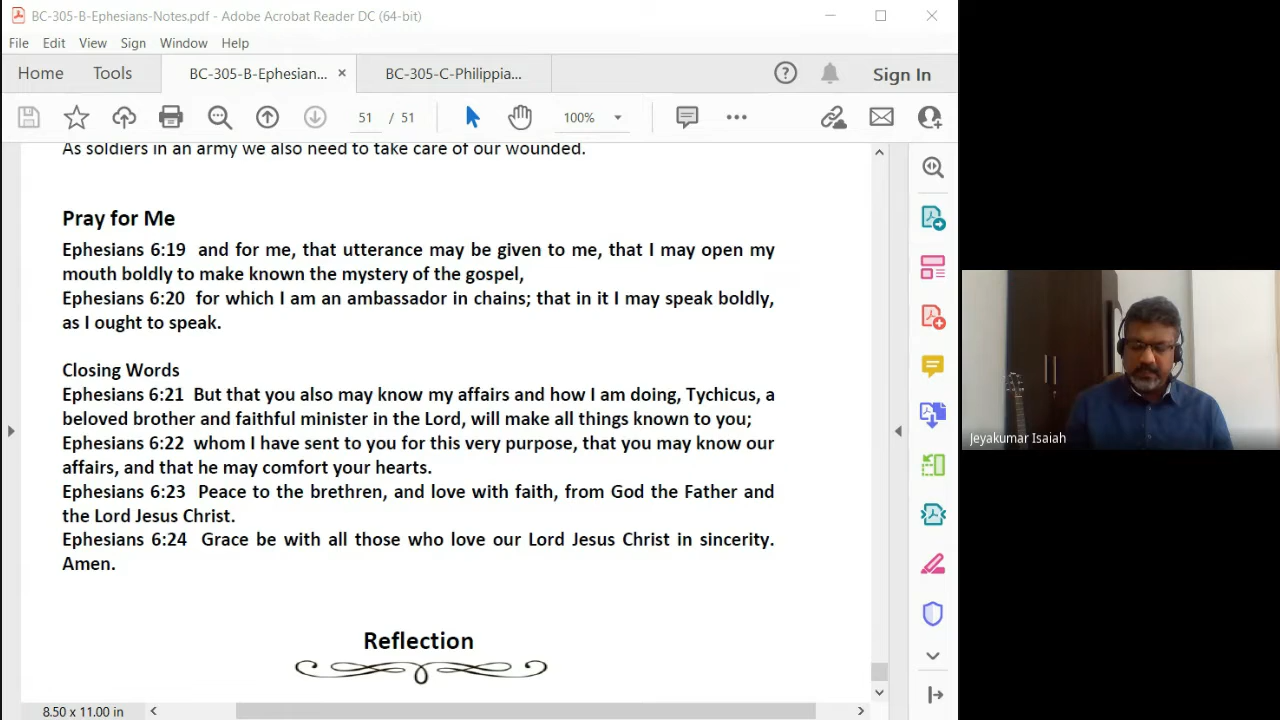 BC-305-B-Ephesians-Notes.pdf - Adobe Acrobat Reader DC (64-bit)
File Edit View Sign Window Help
Home Tools BC-305-B-Ephesian... × BC-305-C-Philippia... Sign In
51 / 51 100%
As soldiers in an army we also need to take care of our wounded.
Pray for Me
Ephesians 6:19 and for me, that utterance may be given to me, that I may open my
mouth boldly to make known the mystery of the gospel,
Ephesians 6:20 for which I am an ambassador in chains; that in it I may speak boldly,
as I ought to speak.
Closing Words
Ephesians 6:21 But that you also may know my affairs and how I am doing, Tychicus, a
beloved brother and faithful minister in the Lord, will make all things known to you;
Ephesians 6:22 whom I have sent to you for this very purpose, that you may know our
affairs, and that he may comfort your hearts.
Ephesians 6:23 Peace to the brethren, and love with faith, from God the Father and
the Lord Jesus Christ.
Ephesians 6:24 Grace be with all those who love our Lord Jesus Christ in sincerity.
Amen.
Reflection
8.50 x 11.00 in
Jeyakumar Isaiah